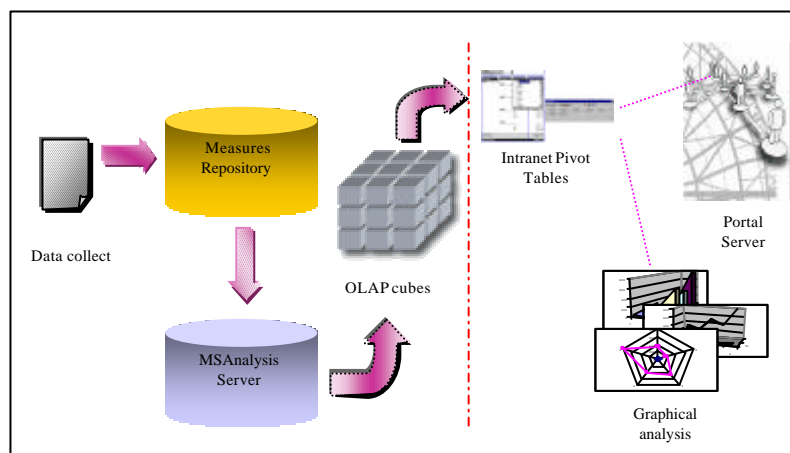 Measures
Repository
Data collect
MSAnalysis
Server
OLAP cubes
Intranet Pivot
Tables
Portal
Server
Graphical
analysis